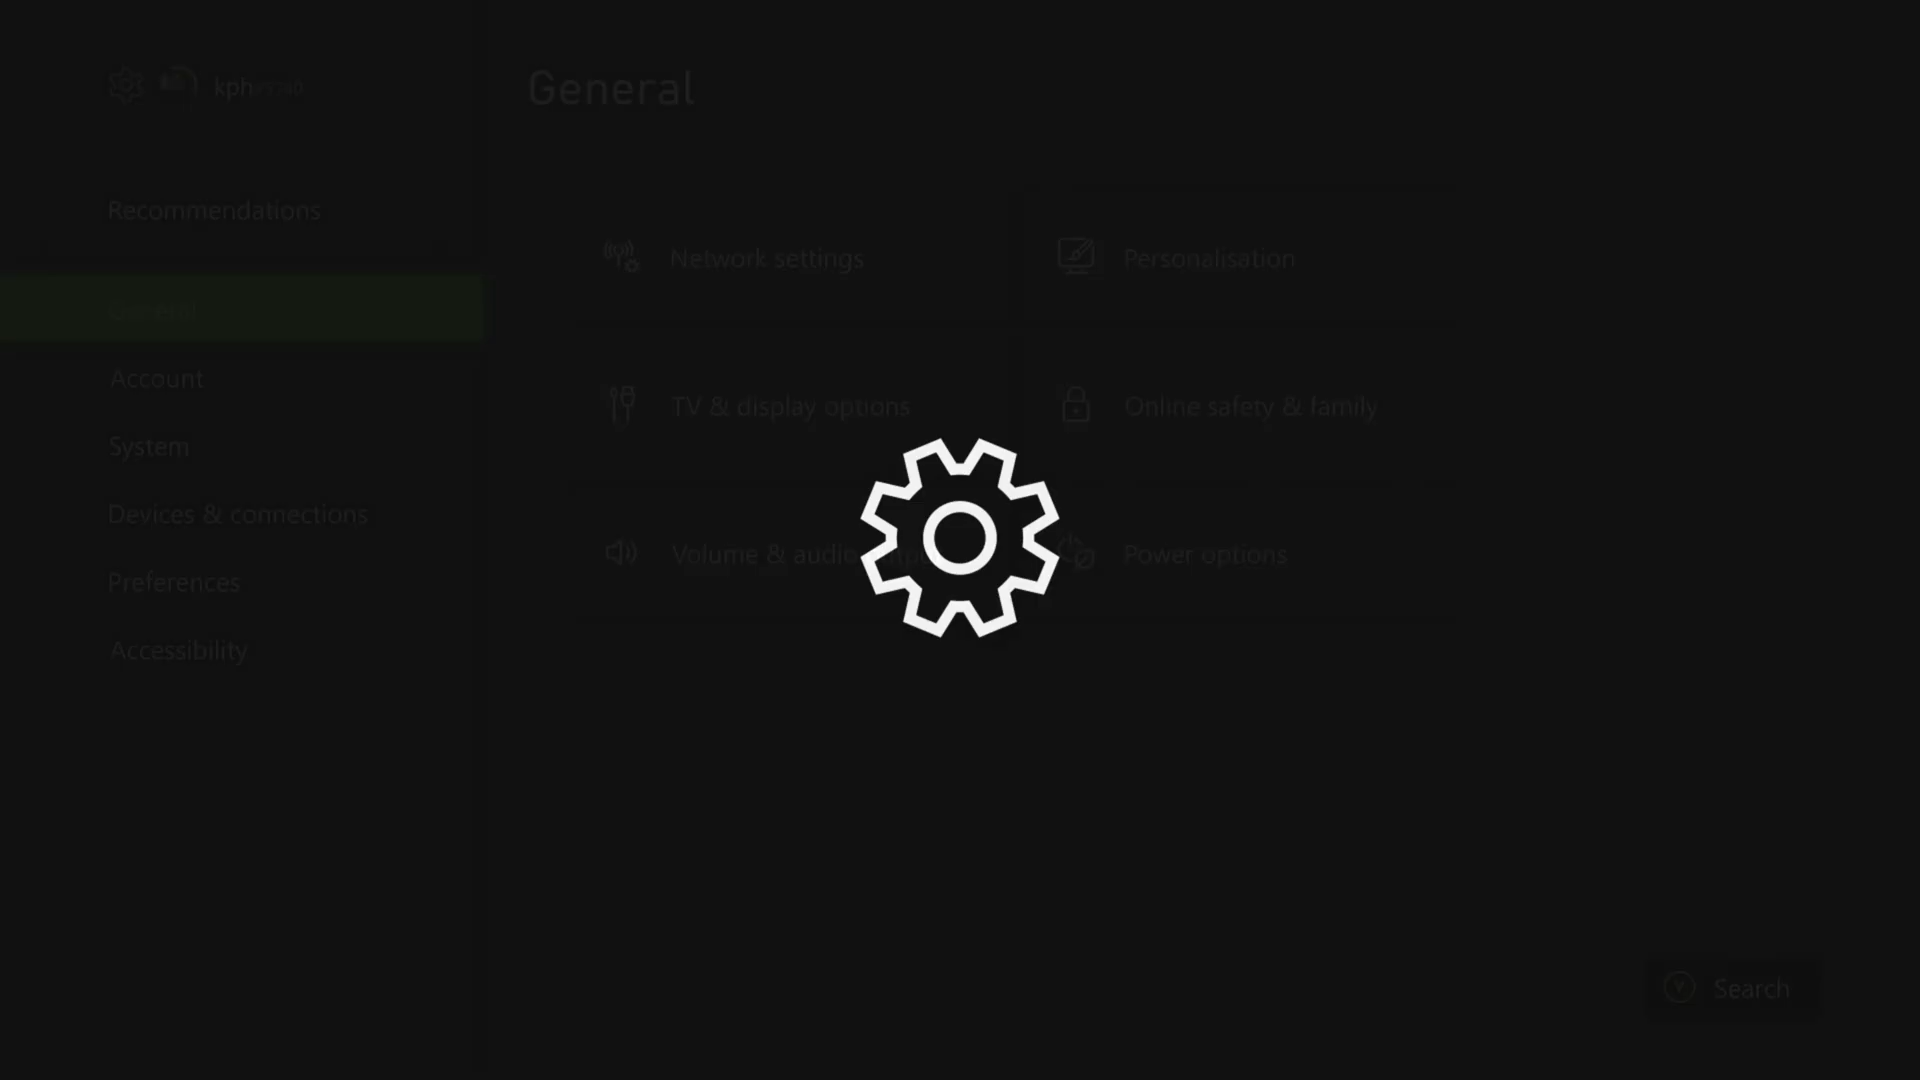 General
Recommendations
General
Account
System
Devices & connections
Preferences
Accessibility
Network settings
Personalisation
TV & display options
Online safety & family
Volume & audio
Power options
Y Search